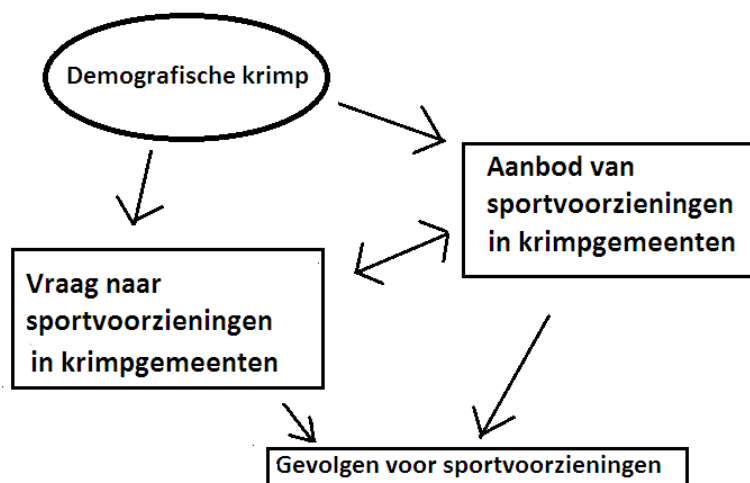 Demografische krimp
Aanbod van
sportvoorzieningen
in krimpgemeenten
Vraag naar
sportvoorzieningen
in krimpgemeenten
Gevolgen voor sportvoorzieningen